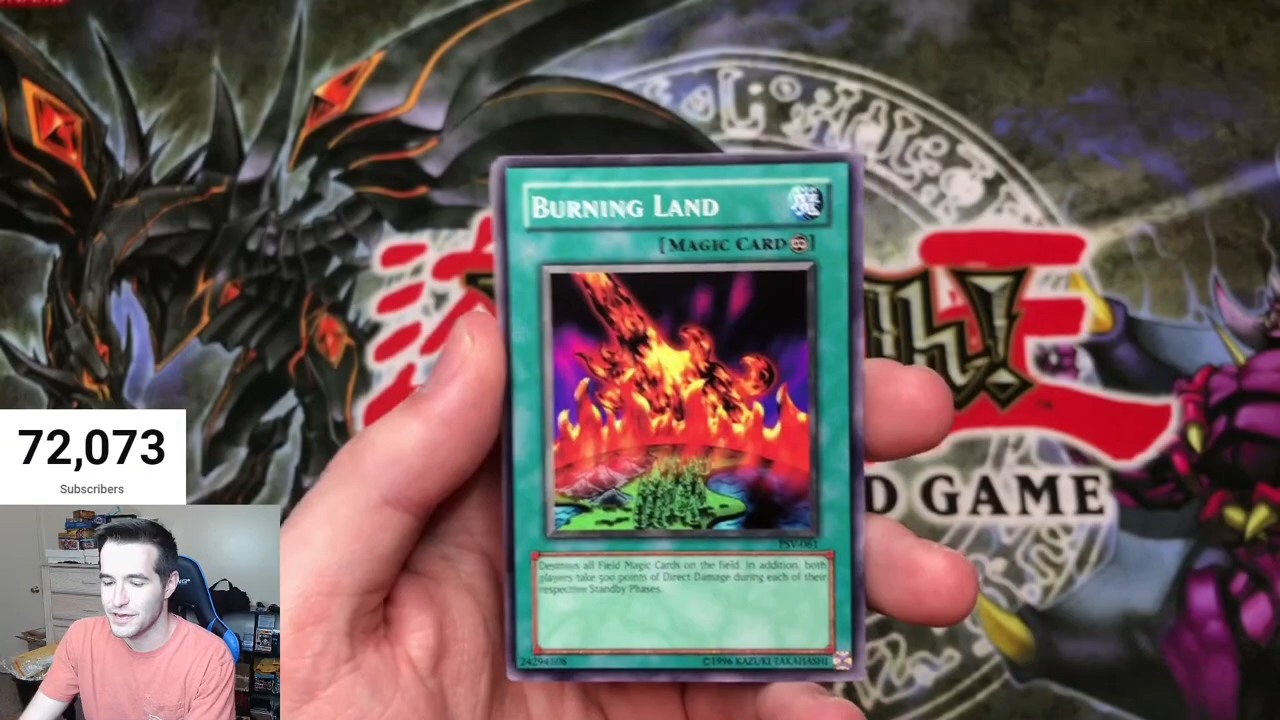 BURNING LAND
[MAGIC CARD ]
PSV-061
Destroys all Field Magic Cards on the field. In addition, both
players take 500 points of Direct Damage during each of their
respective Standby Phases.
24294108
©1996 KAZUKI TAKAHASHI
D GAME
72,073
Subscribers